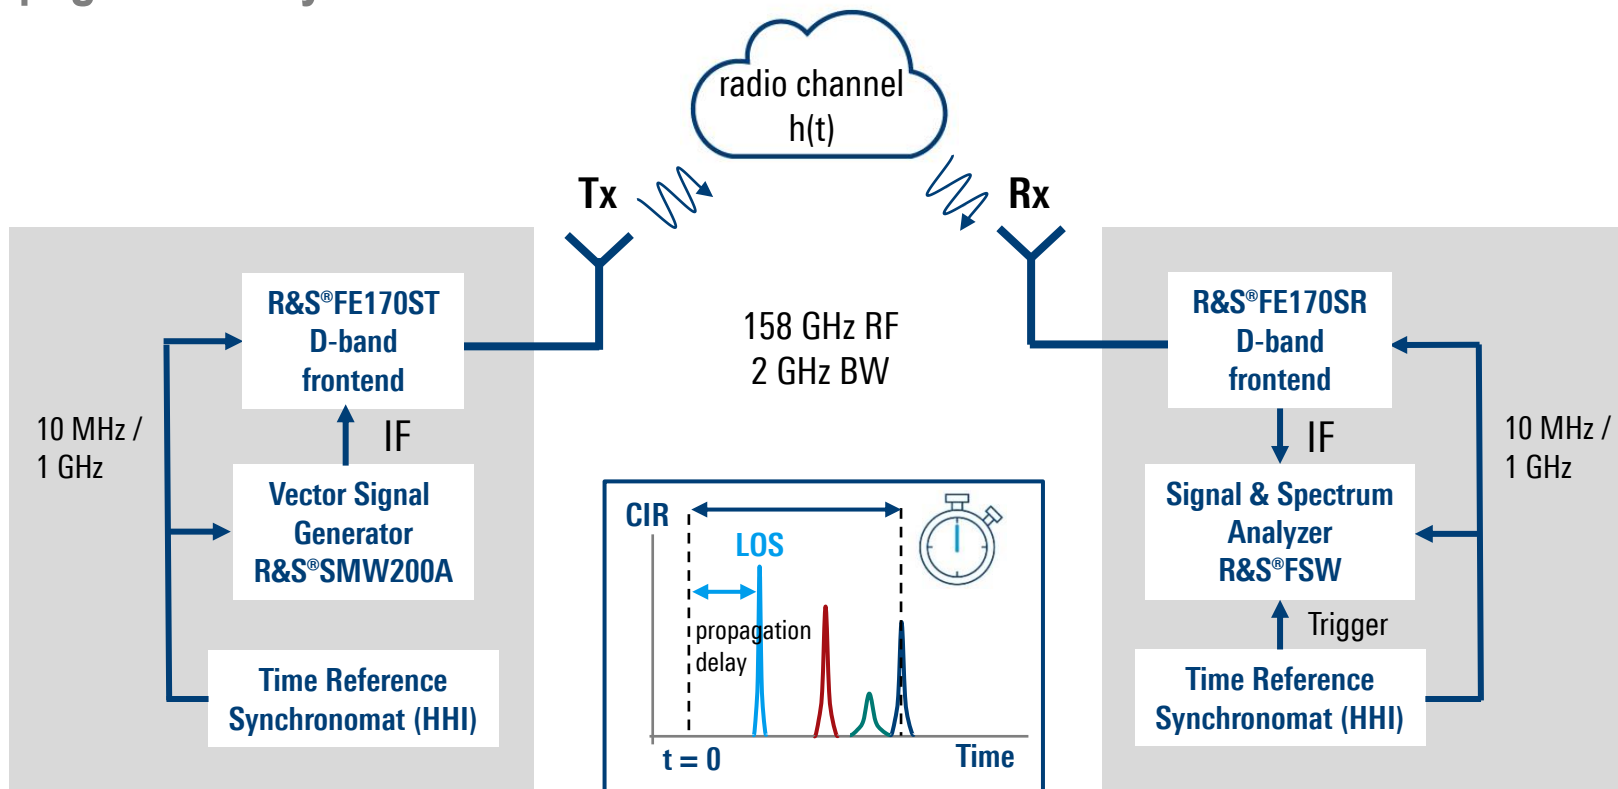 radio channel
h(t)
Tx
Rx
R&S®FE170ST
D-band
frontend
158 GHz RF
2 GHz BW
R&S®FE170SR
D-band
frontend
10 MHz /
1 GHz
IF
IF
10 MHz /
1 GHz
Vector Signal
Generator
R&S®SMW200A
CIR
LOS
propagation
delay
t = 0
Time
Signal & Spectrum
Analyzer
R&S®FSW
Trigger
Time Reference
Synchronomat (HHI)
Time Reference
Synchronomat (HHI)